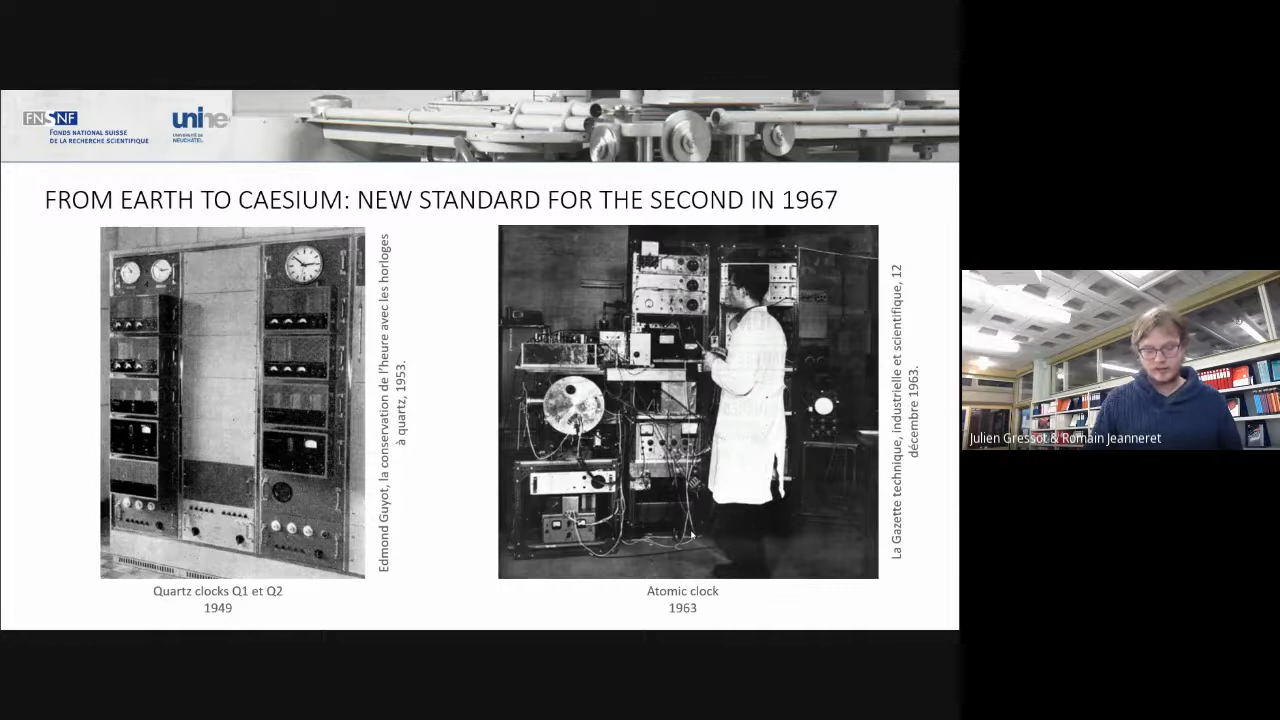 FNSNF
FONDS NATIONAL SUISSE
DE LA RECHERCHE SCIENTIFIQUE
unine
UNIVERSITÉ DE
NEUCHÂTEL
FROM EARTH TO CAESIUM: NEW STANDARD FOR THE SECOND IN 1967
Edmond Guyot, la conservation de l'heure avec les horloges
à quartz, 1953.
La Gazette technique, industrielle et scientifique, 12
décembre 1963.
Quartz clocks Q1 et Q2
1949
Atomic clock
1963
Julien Gressot & Romain Jeanneret